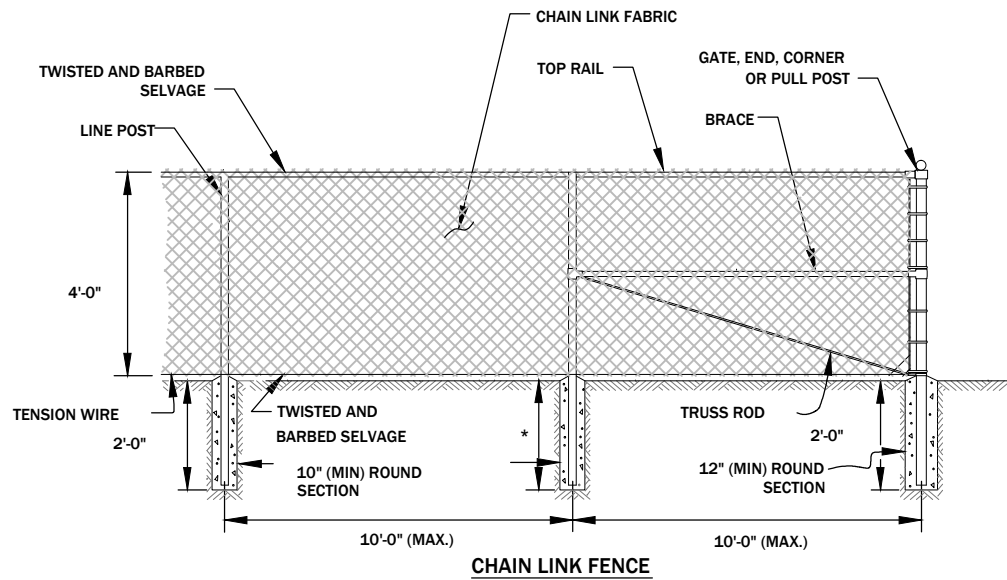 CHAIN LINK FABRIC
TWISTED AND BARBED
SELVAGE
TOP RAIL
GATE, END, CORNER
OR PULL POST
LINE POST
BRACE
4'-0"
TENSION WIRE
2'-0"
TWISTED AND
BARBED SELVAGE
*
TRUSS ROD
2'-0"
10" (MIN) ROUND
SECTION
12" (MIN) ROUND
SECTION
10'-0" (MAX.)
10'-0" (MAX.)
CHAIN LINK FENCE